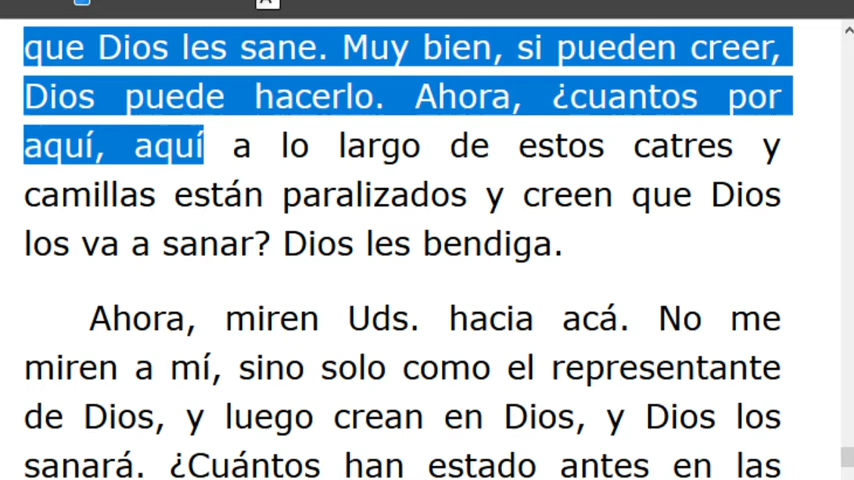 que Dios les sane. Muy bien, si pueden creer,
Dios puede hacerlo. Ahora, ¿cuantos por
aquí, aquí a lo largo de estos catres y
camillas están paralizados y creen que Dios
los va a sanar? Dios les bendiga.
Ahora, miren Uds. hacia acá. No me
miren a mí, sino solo como el representante
de Dios, y luego crean en Dios, y Dios los
sanará. ¿Cuántos han estado antes en las